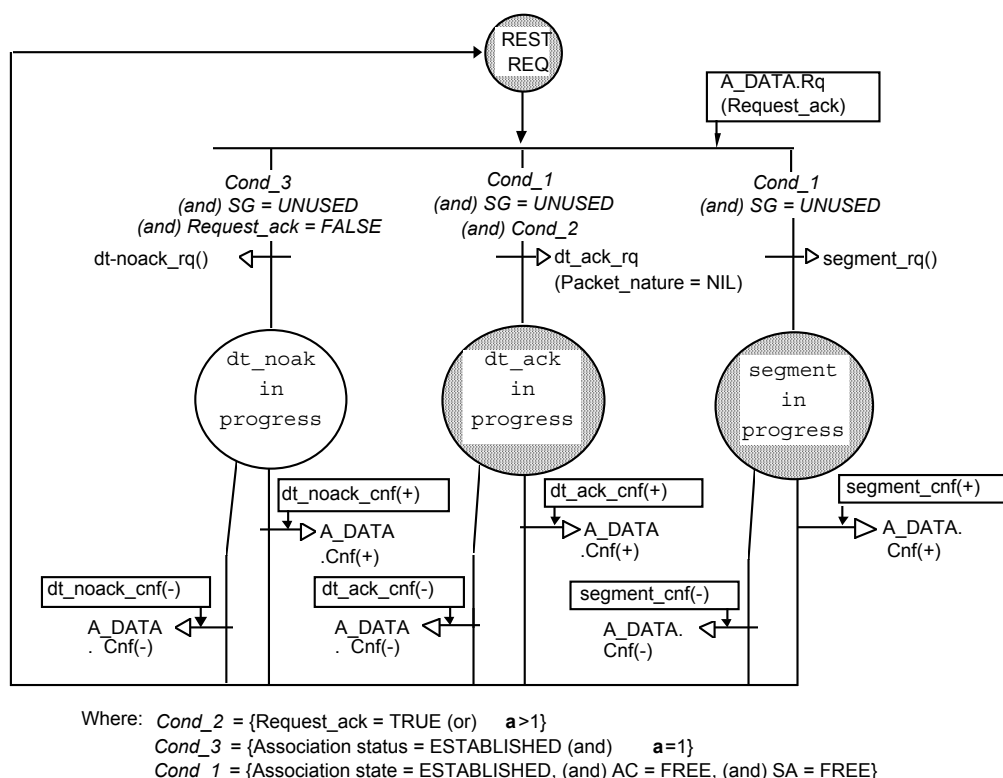 REST
REQ
A_DATA.Rq
(Request_ack)
Cond_3
(and) SG = UNUSED
(and) Request_ack = FALSE
Cond_1
(and) SG = UNUSED
(and) Cond_2
Cond_1
(and) SG = UNUSED
dt-noack_rq()
dt_ack_rq
(Packet_nature = NIL)
segment_rq()
dt_noak
in
progress
dt_ack
in
progress
segment
in
progress
dt_noack_cnf(+)
A_DATA
.Cnf(+)
dt_ack_cnf(+)
A_DATA
.Cnf(+)
segment_cnf(+)
A_DATA.
Cnf(+)
dt_noack_cnf(-)
A_DATA
. Cnf(-)
dt_ack_cnf(-)
A_DATA
. Cnf(-)
segment_cnf(-)
A_DATA.
Cnf(-)
Where: Cond_2 = {Request_ack = TRUE (or) a>1}
Cond_3 = {Association status = ESTABLISHED (and) a=1}
Cond_1 = {Association state = ESTABLISHED, (and) AC = FREE, (and) SA = FREE}